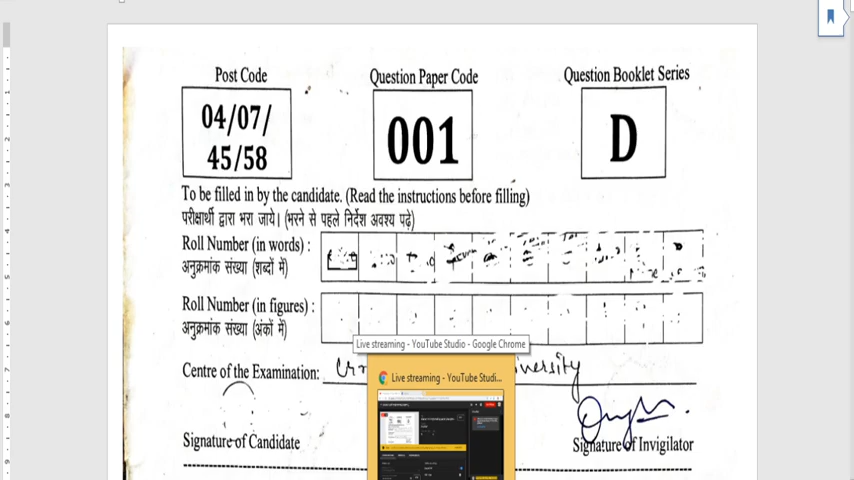 Post Code
Question Paper Code
Question Booklet Series
04/07/
45/58
001
D
To be filled in by the candidate. (Read the instructions before filling)
परीक्षार्थी द्वारा भरा जाये। (भरने से पहले निर्देश अवश्य पढ़ें)
Roll Number (in words) :
अनुक्रमांक संख्या (शब्दों में)
Roll Number (in figures) :
अनुक्रमांक संख्या (अंकों में)
Live streaming - YouTube Studio - Google Chrome
Centre of the Examination:
Live streaming - YouTube Studi...
Signature of Candidate
Signature of Invigilator